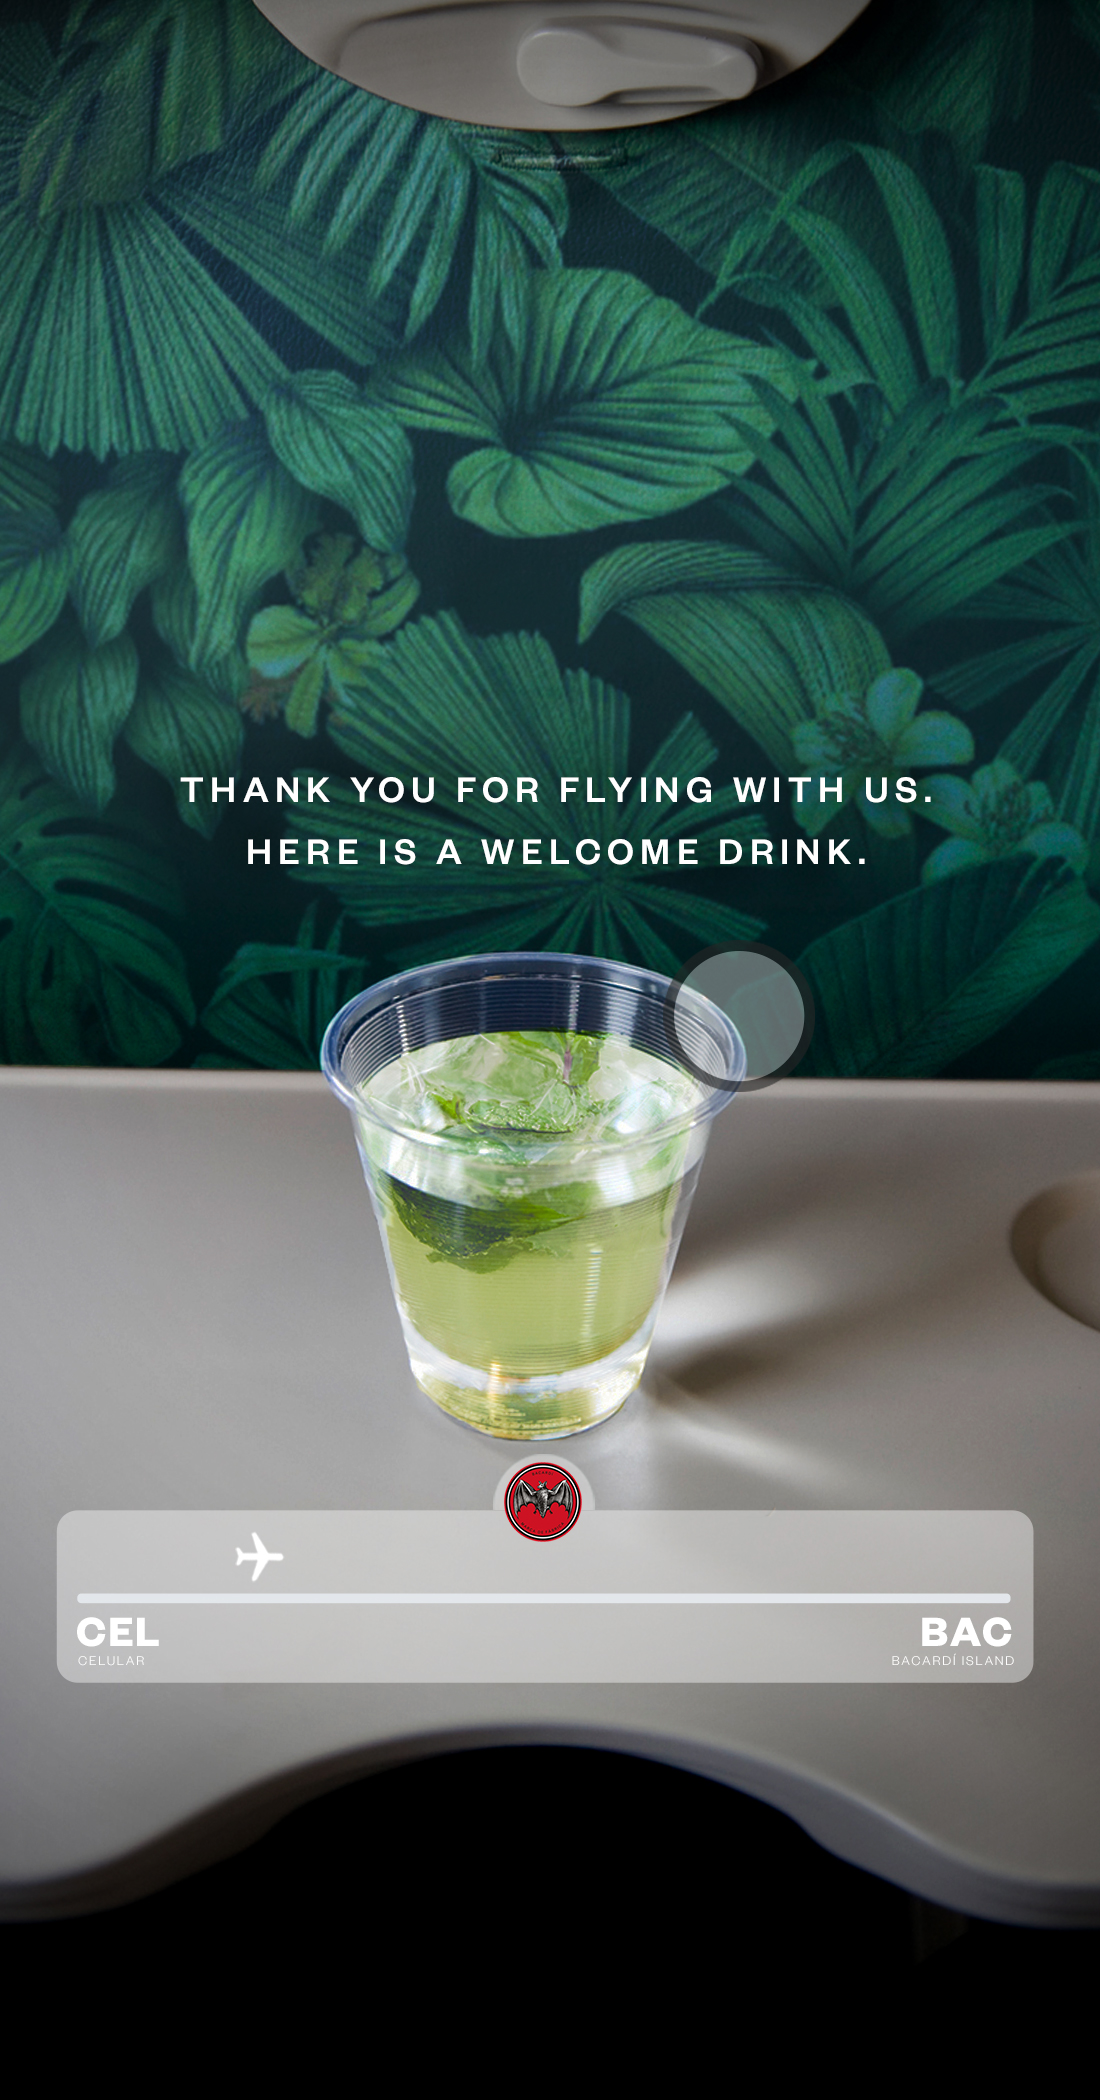 THANK YOU FOR FLYING WITH US.
HERE IS A WELCOME DRINK.
CEL
CELULAR
BAC
BACARDÍ ISLAND